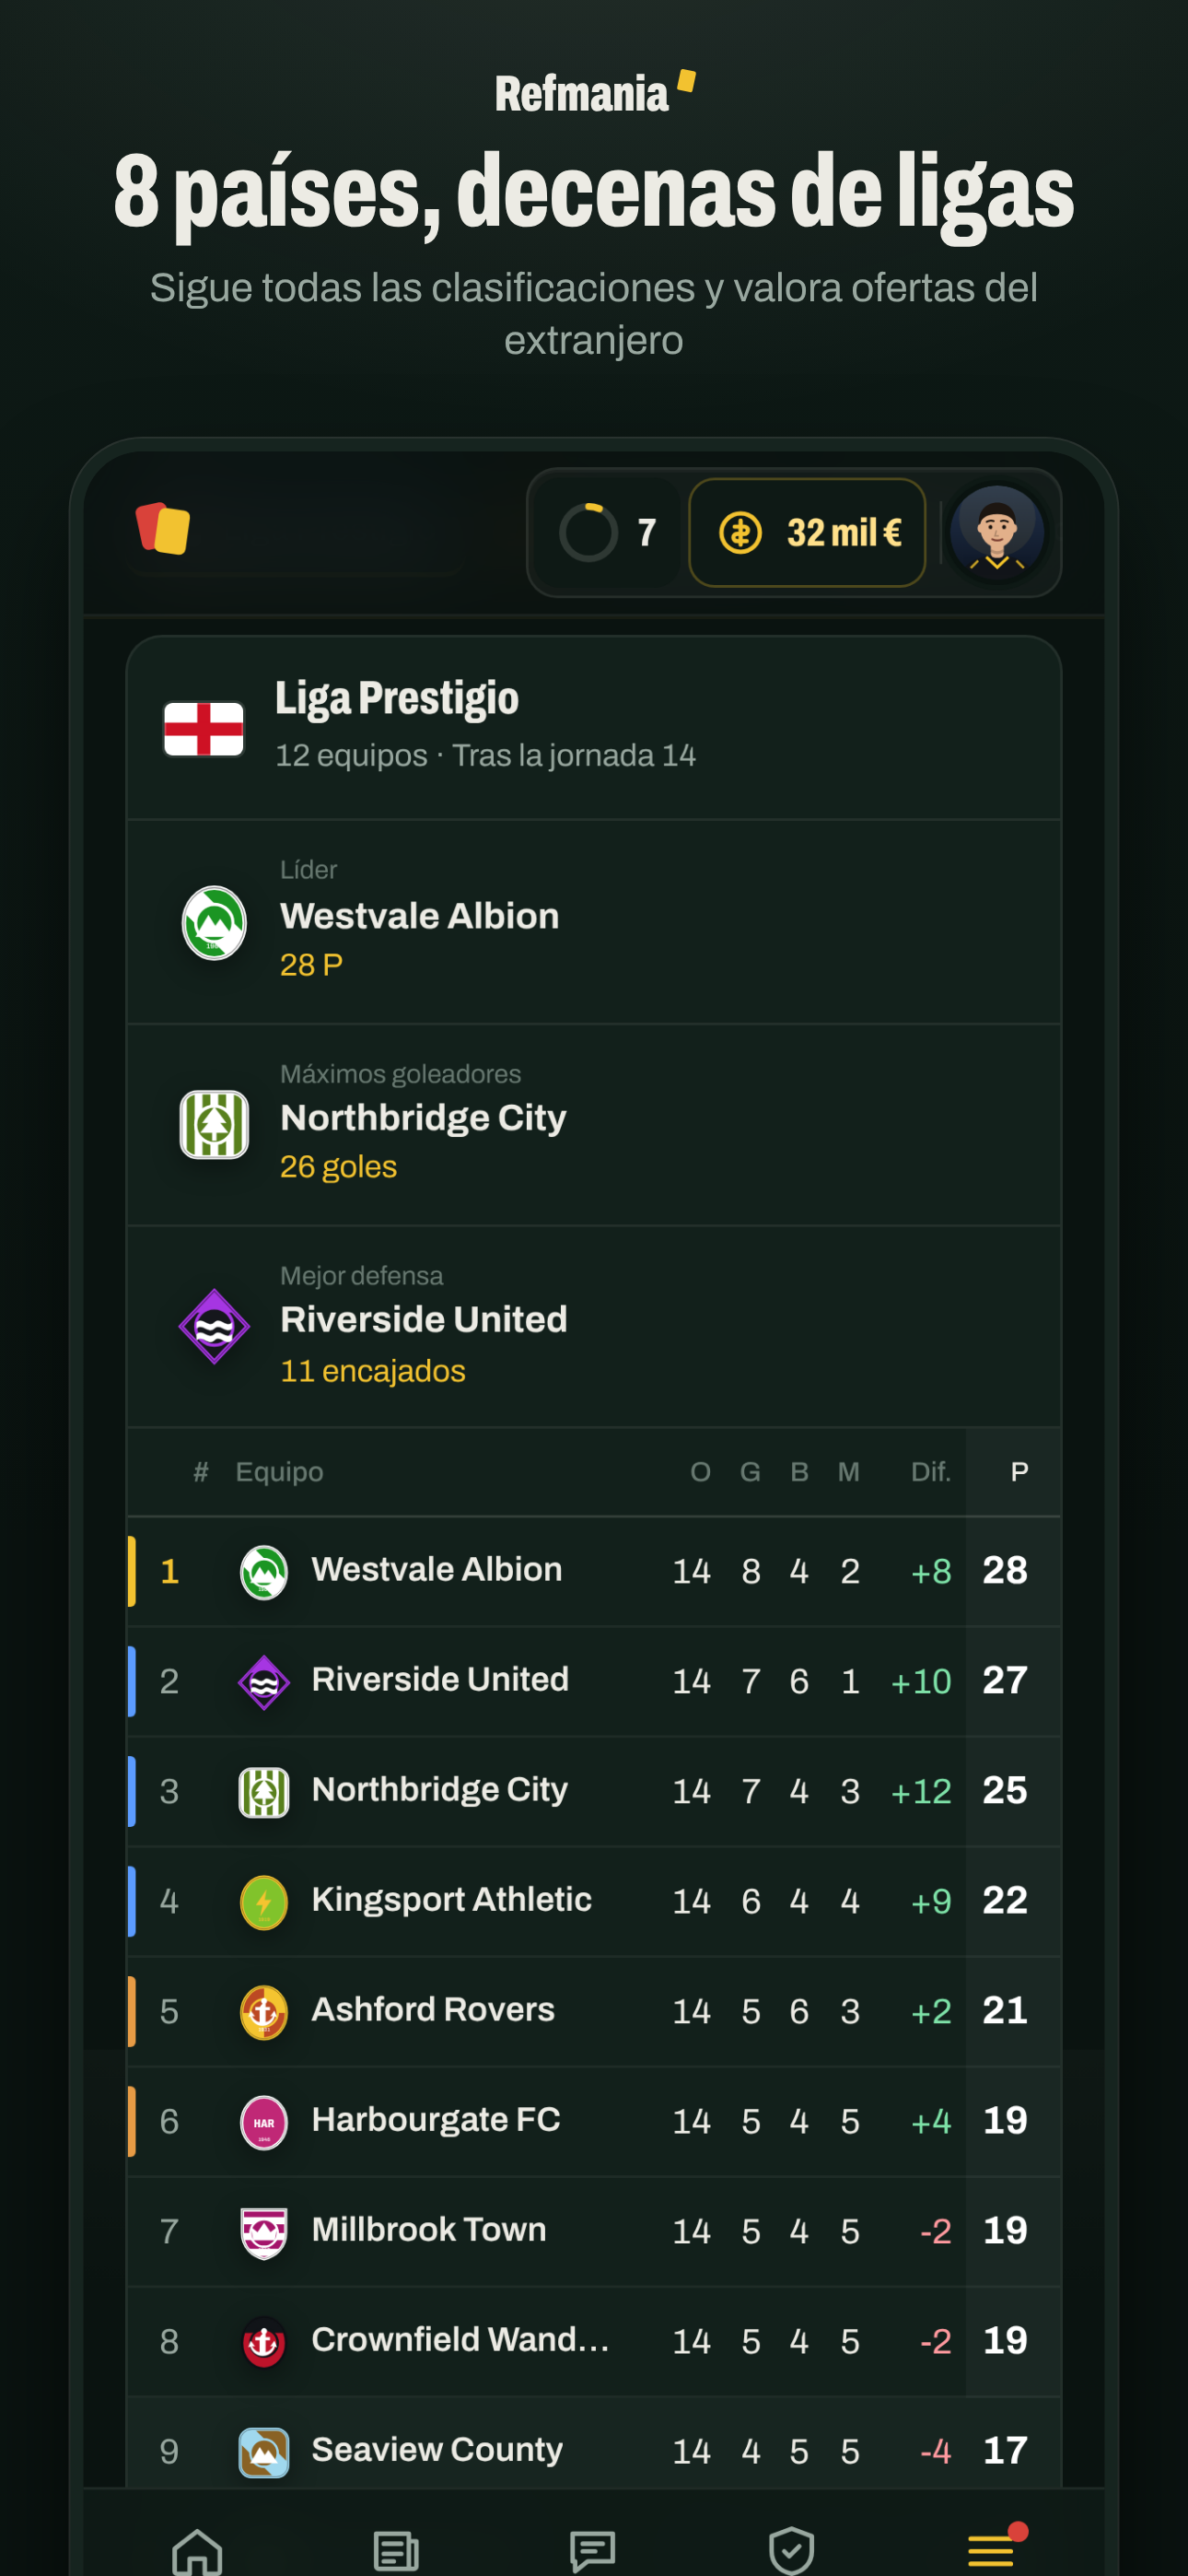 Refmania
8 países, decenas de ligas
Sigue todas las clasificaciones y valora ofertas del
extranjero
7
32 mil €
Liga Prestigio
12 equipos · Tras la jornada 14
Líder
Westvale Albion
28 P
Máximos goleadores
Northbridge City
26 goles
Mejor defensa
Riverside United
11 encajados
# Equipo O G B M Dif. P
1 Westvale Albion 14 8 4 2 +8 28
2 Riverside United 14 7 6 1 +10 27
3 Northbridge City 14 7 4 3 +12 25
4 Kingsport Athletic 14 6 4 4 +9 22
5 Ashford Rovers 14 5 6 3 +2 21
6 HAR Harbourgate FC 14 5 4 5 +4 19
7 Millbrook Town 14 5 4 5 -2 19
8 Crownfield Wand... 14 5 4 5 -2 19
9 Seaview County 14 4 5 5 -4 17